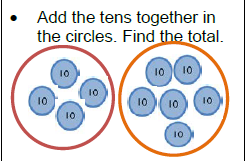 • Add the tens together in
the circles. Find the total.
10 10 10
10 10
10 10 10 10
10